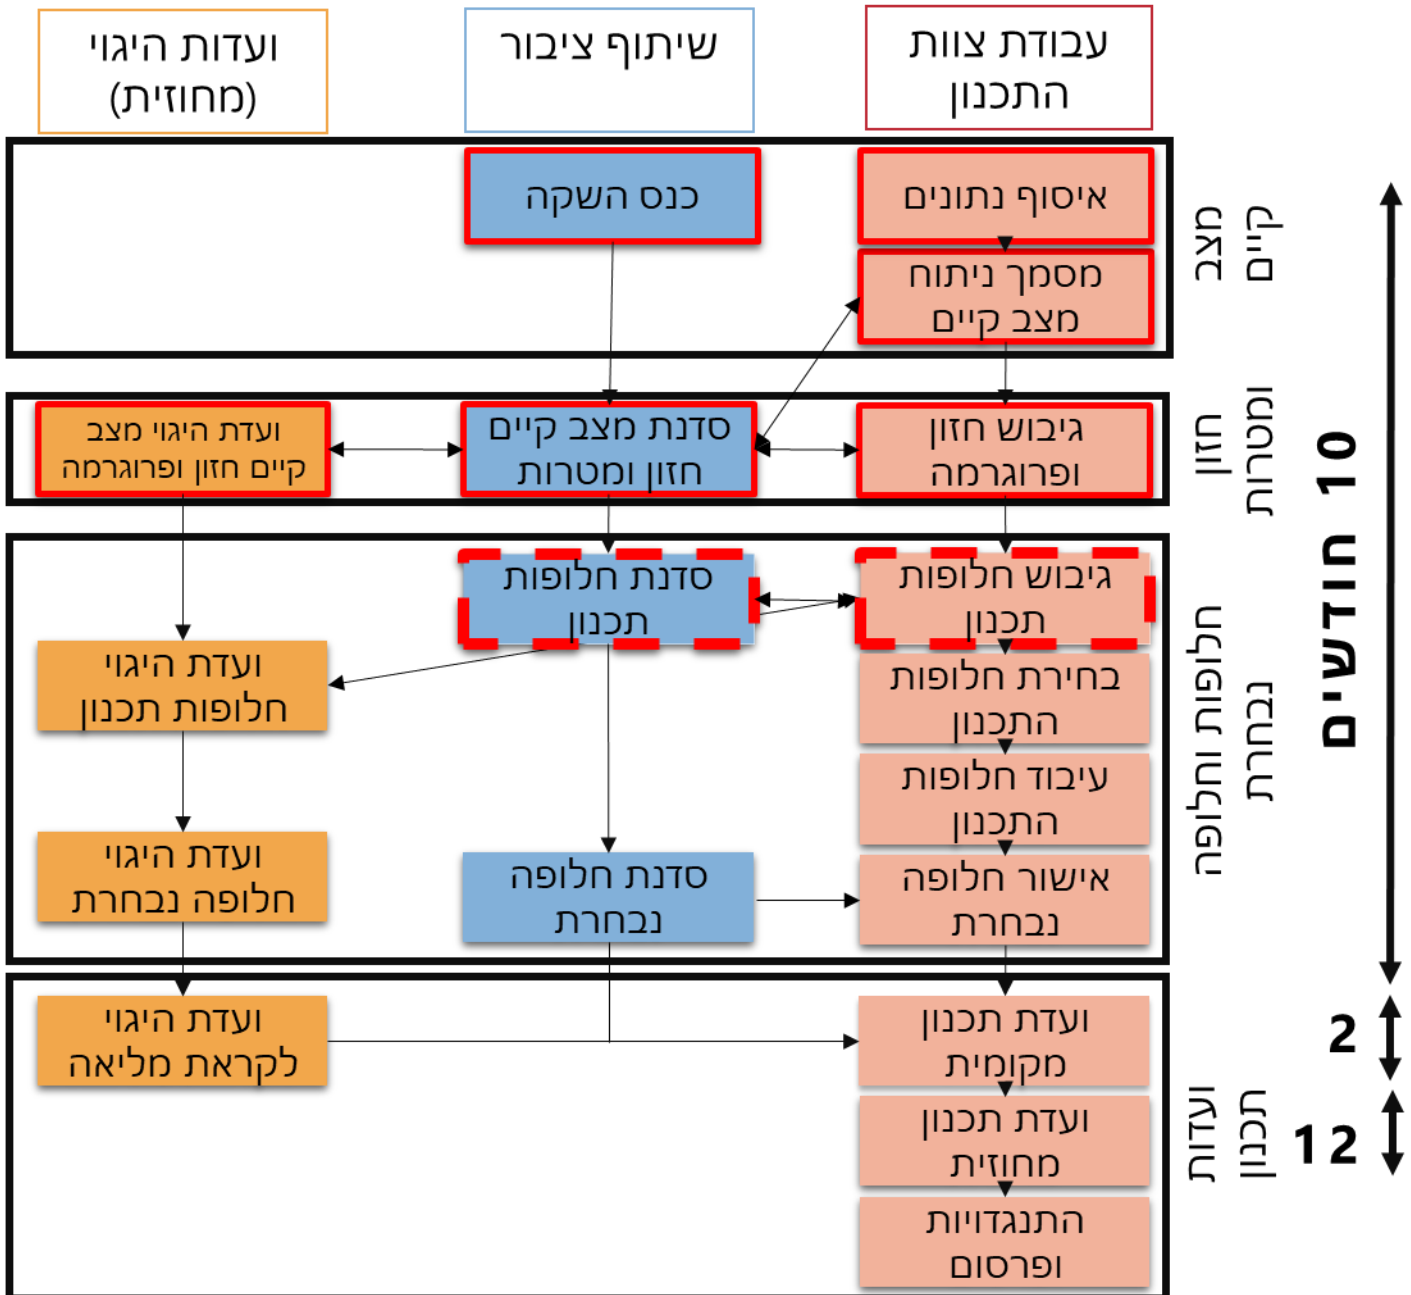 עבודת צוות
התכנון
שיתוף ציבור
ועדות היגוי
(מחוזית)
מצב
קיים
איסוף נתונים
כנס השקה
מסמך ניתוח
מצב קיים
חזון
ומטרות
גיבוש חזון
ופרוגרמה
סדנת מצב קיים
חזון ומטרות
ועדת היגוי מצב
קיים חזון ופרוגרמה
10 חודשים
חלופות וחלופה
נבחרת
גיבוש חלופות
תכנון
סדנת חלופות
תכנון
ועדת היגוי
חלופות תכנון
בחירת חלופות
התכנון
עיבוד חלופות
התכנון
אישור חלופה
נבחרת
סדנת חלופה
נבחרת
ועדת היגוי
חלופה נבחרת
2
ועדות
תכנון
ועדת תכנון
מקומית
ועדת היגוי
לקראת מליאה
12
ועדת תכנון
מחוזית
התנגדויות
ופרסום